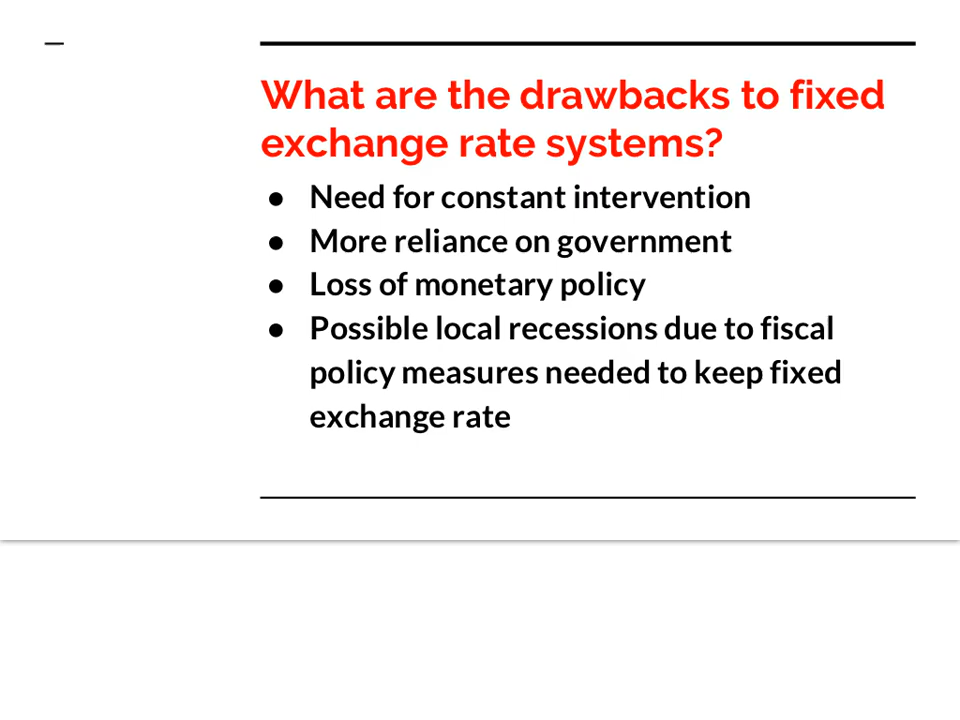 What are the drawbacks to fixed
exchange rate systems?
● Need for constant intervention
● More reliance on government
● Loss of monetary policy
● Possible local recessions due to fiscal
policy measures needed to keep fixed
exchange rate